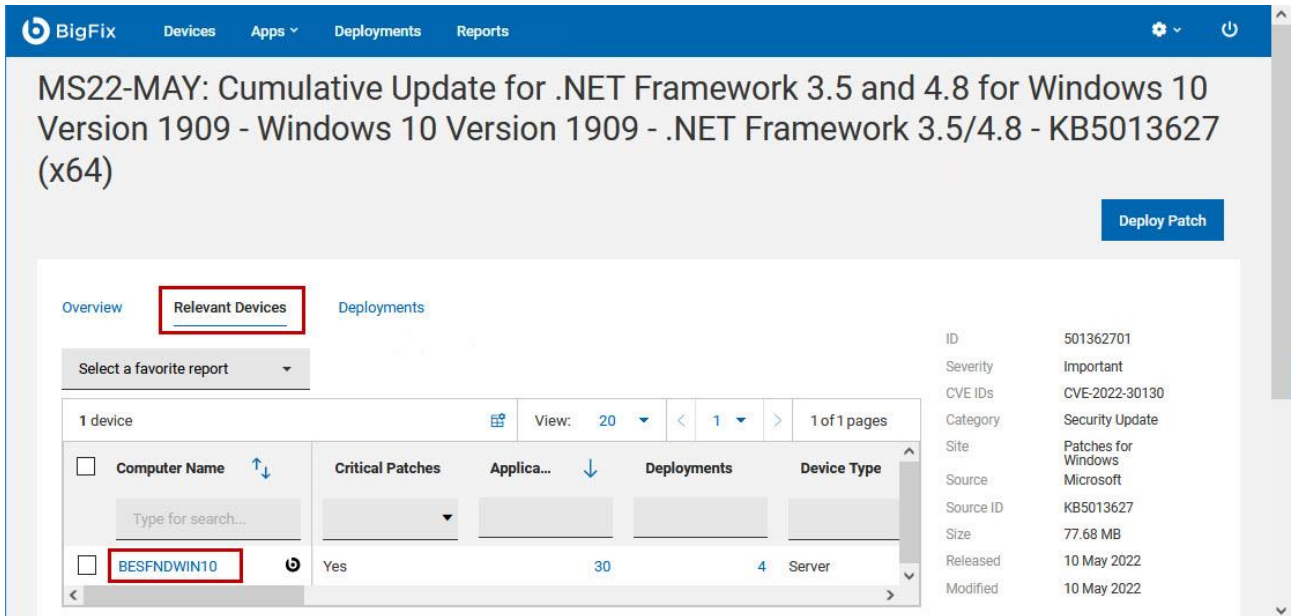 BigFix Devices Apps Deployments Reports
MS22-MAY: Cumulative Update for .NET Framework 3.5 and 4.8 for Windows 10
Version 1909 - Windows 10 Version 1909 - .NET Framework 3.5/4.8 - KB5013627
(x64)
Deploy Patch
Overview Relevant Devices Deployments
Select a favorite report
1 device View: 20 < 1 > 1 of 1 pages
Computer Name Critical Patches Applica... Deployments Device Type
Type for search...
BESFNDWIN10 Yes 30 4 Server
ID 501362701
Severity Important
CVE IDs CVE-2022-30130
Category Security Update
Site Patches for
Windows
Source Microsoft
Source ID KB5013627
Size 77.68 MB
Released 10 May 2022
Modified 10 May 2022